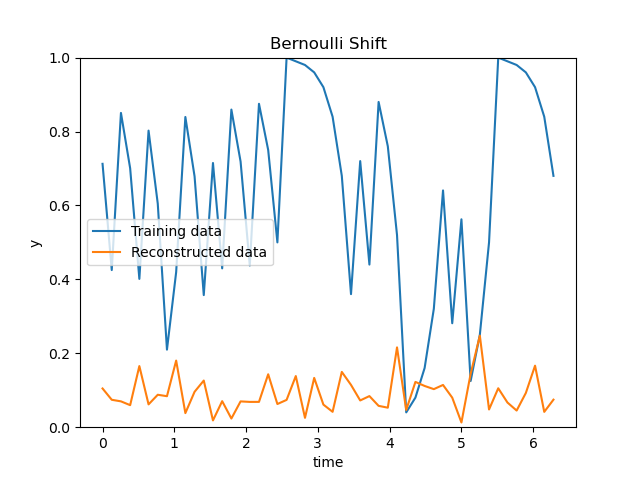 Bernoulli Shift
1.0
0.8
0.6
0.4
0.2
0.0
y
Training data
Reconstructed data
0 1 2 3 4 5 6
time